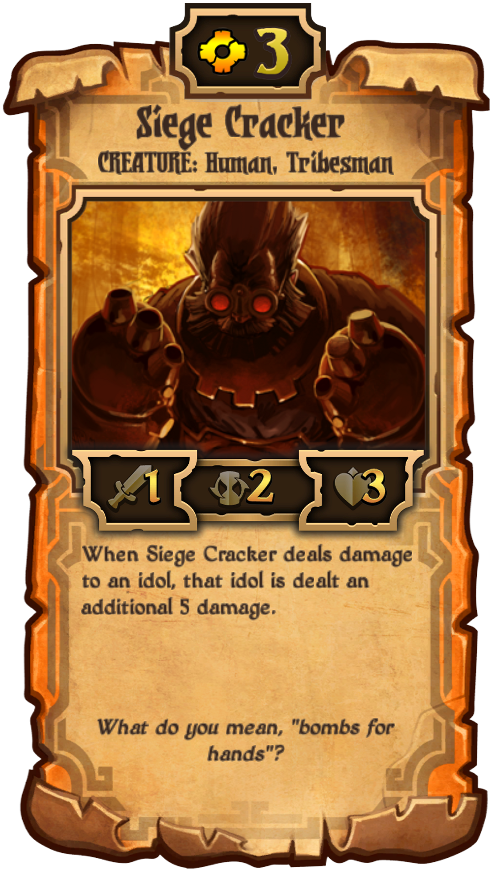 3
Siege Cracker
CREATURE: Human, Tribesman
1 2 3
When Siege Cracker deals damage
to an idol, that idol is dealt an
additional 5 damage.
What do you mean, "bombs for
hands"?